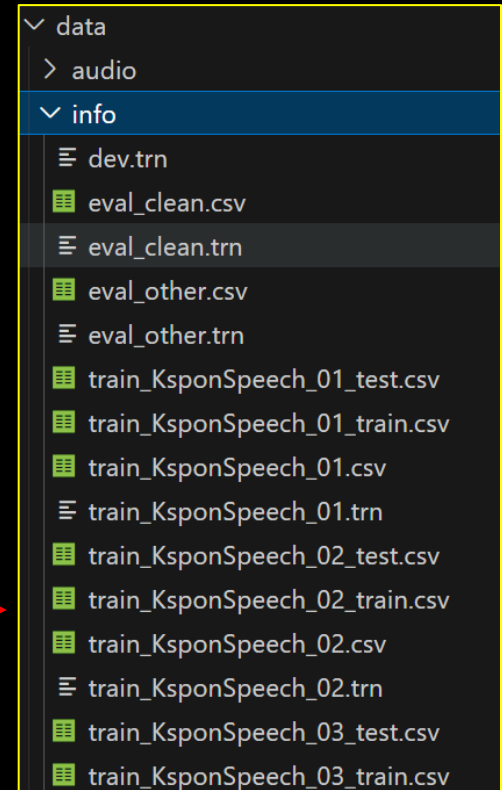 data
audio
info
dev.trn
eval_clean.csv
eval_clean.trn
eval_other.csv
eval_other.trn
train_KsponSpeech_01_test.csv
train_KsponSpeech_01_train.csv
train_KsponSpeech_01.csv
train_KsponSpeech_01.trn
train_KsponSpeech_02_test.csv
train_KsponSpeech_02_train.csv
train_KsponSpeech_02.csv
train_KsponSpeech_02.trn
train_KsponSpeech_03_test.csv
train_KsponSpeech_03_train.csv